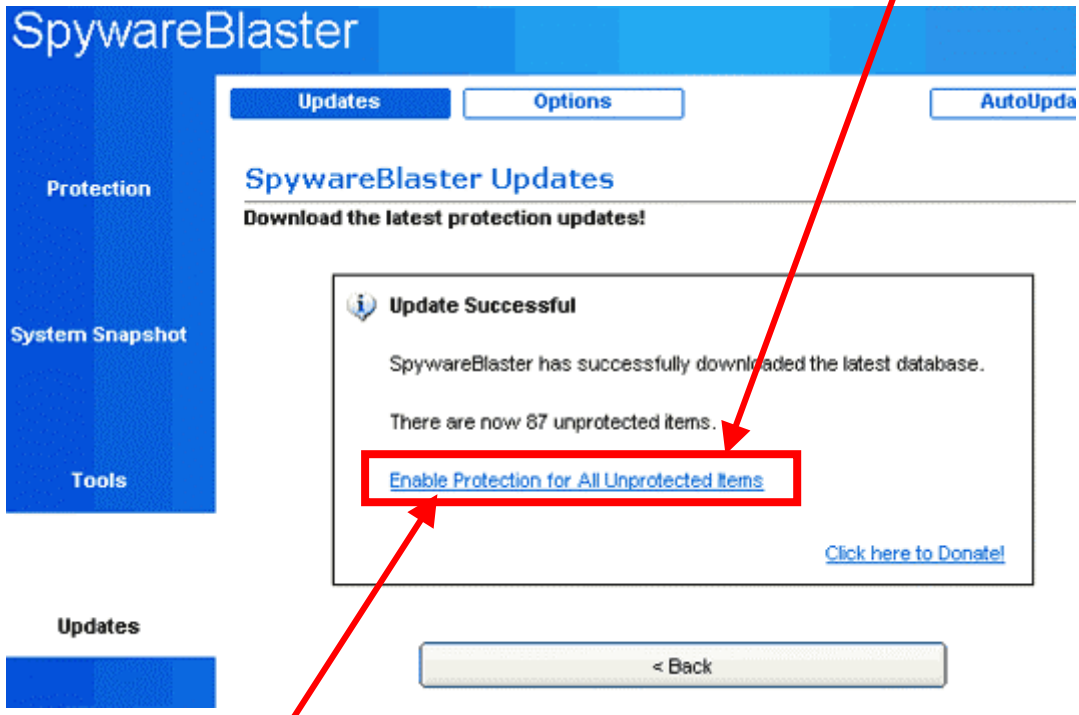 SpywareBlaster
Updates
Options
AutoUpda
Protection
System Snapshot
Tools
Updates
SpywareBlaster Updates
Download the latest protection updates!
Update Successful
SpywareBlaster has successfully downloaded the latest database.
There are now 87 unprotected items.
Enable Protection for All Unprotected Items
Click here to Donate!
< Back